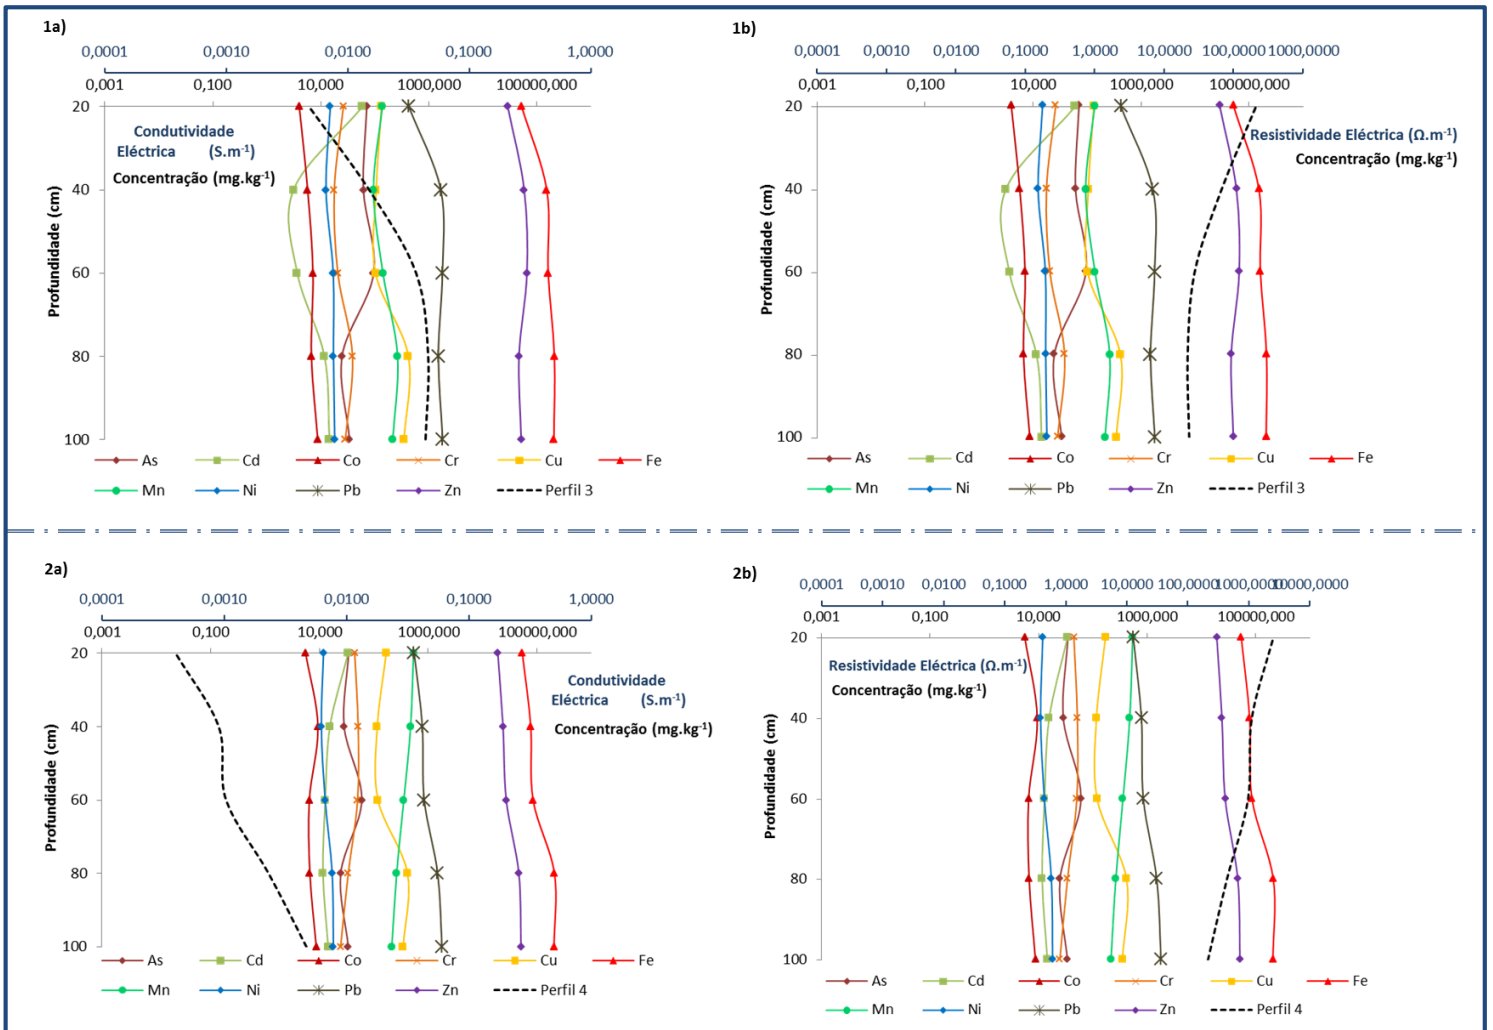 1a)
0,0001 0,0010 0,0100 0,1000 1,0000
0,001 0,100 10,000 1000,000 100000,000
20
40
60
80
100
Profundidade (cm)
Condutividade
Eléctrica (S.m-1)
Concentração (mg.kg-1)
As Cd Co Cr Cu Fe
Mn Ni Pb Zn Perfil 3
1b)
0,0001 0,0010 0,0100 0,1000 1,0000 10,0000 100,0000 1000,0000
0,001 0,100 10,000 1000,000 100000,000
20
40
60
80
100
Profundidade (cm)
Resistividade Eléctrica (Ω.m-1)
Concentração (mg.kg-1)
As Cd Co Cr Cu Fe
Mn Ni Pb Zn Perfil 3
2a)
0,0001 0,0010 0,0100 0,1000 1,0000
0,001 0,100 10,000 1000,000 100000,000
20
40
60
80
100
Profundidade (cm)
Condutividade
Eléctrica (S.m-1)
Concentração (mg.kg-1)
As Cd Co Cr Cu Fe
Mn Ni Pb Zn Perfil 4
2b)
0,0001 0,0010 0,0100 0,1000 1,0000 10,0000 100,0000 1000,0000 10000,0000
0,001 0,100 10,000 1000,000 100000,000
20
40
60
80
100
Profundidade (cm)
Resistividade Eléctrica (Ω.m-1)
Concentração (mg.kg-1)
As Cd Co Cr Cu Fe
Mn Ni Pb Zn Perfil 4